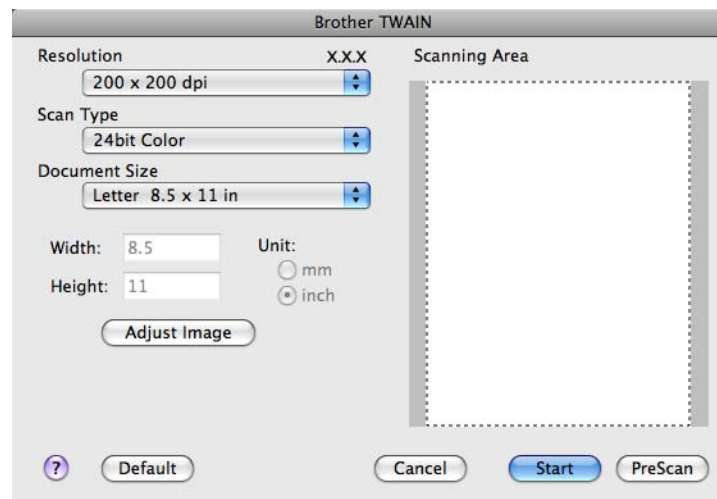 Brother TWAIN
Resolution X.X.X
200 x 200 dpi
Scan Type
24bit Color
Document Size
Letter 8.5 x 11 in
Width: 8.5
Height: 11
Unit:
mm
inch
Adjust Image
Scanning Area
? Default Cancel Start PreScan